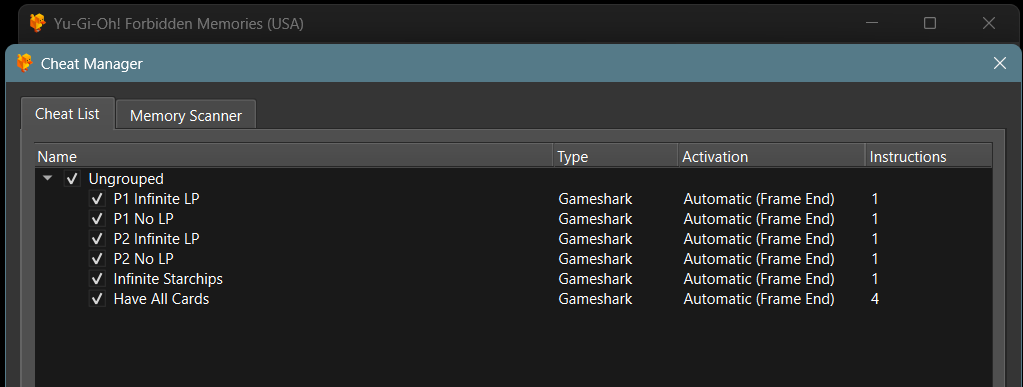 Yu-Gi-Oh! Forbidden Memories (USA)
Cheat Manager
Cheat List Memory Scanner
Name Type Activation Instructions
Ungrouped
P1 Infinite LP Gameshark Automatic (Frame End) 1
P1 No LP Gameshark Automatic (Frame End) 1
P2 Infinite LP Gameshark Automatic (Frame End) 1
P2 No LP Gameshark Automatic (Frame End) 1
Infinite Starchips Gameshark Automatic (Frame End) 1
Have All Cards Gameshark Automatic (Frame End) 4